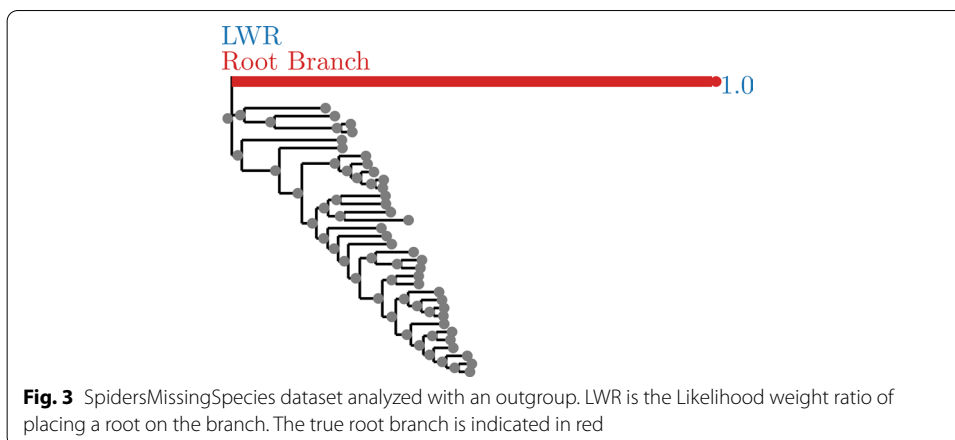 LWR
Root Branch
1.0
Fig. 3 SpidersMissingSpecies dataset analyzed with an outgroup. LWR is the Likelihood weight ratio of
placing a root on the branch. The true root branch is indicated in red